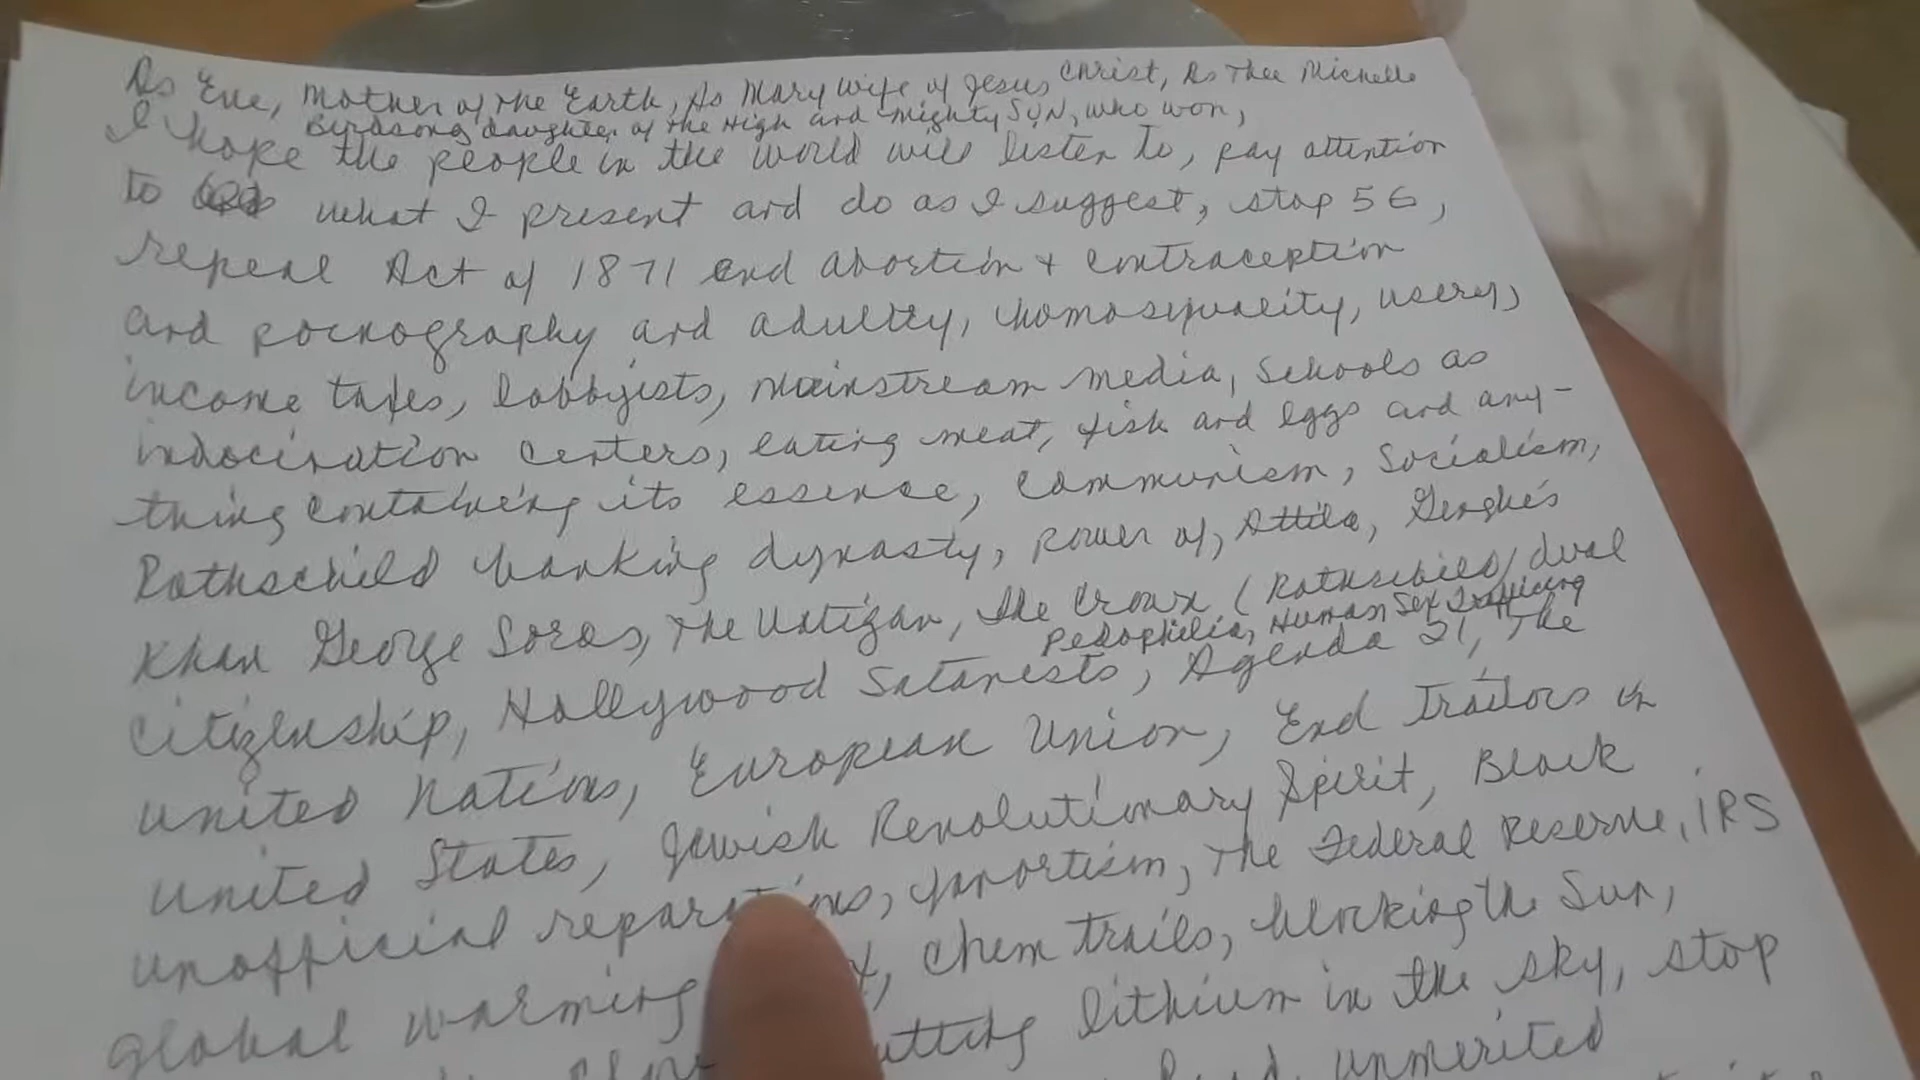 As Eve, Mother of the Earth, As Mary wife of Jesus Christ, As Thee Michelle
Birdsong daughter of the High and mighty SUN, who won,
I hope the people in the world will listen to, pay attention
to what I present and do as I suggest, stop 5G,
repeal Act of 1871 end abortion + contraception
and pornography and adultry, homosexuality, usery,
income taxes, lobbyists, mainstream media, Schools as
indocination centers, eating meat, fish and eggs and any-
thing containing its essence, Communism, Socialism,
Rothschild banking dynasty, power of, Attila, Genghis
Khan George Soros, The Vatican, the Crown (Rothschild) dual
Pedophilia, Human Sex Trafficing
citizenship, Hollywood Satanists, Agenda 21, The
United Nations, European Union, End Traitors in
United States, Jewish Revolutionary Spirit, Black
unofficial reparations, The Federal Reserve, IRS
global warming chem trails, blocking the Sun,
putting lithium in the sky, stop
unmerited